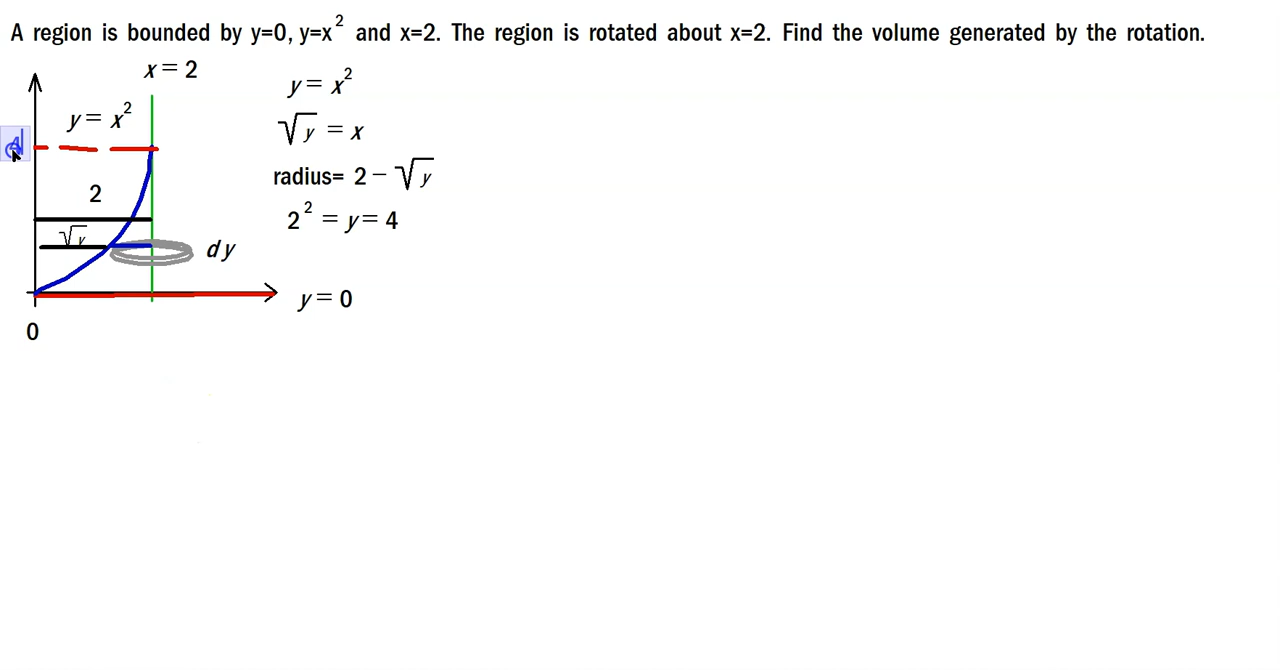 A region is bounded by y=0, y=x² and x=2. The region is rotated about x=2. Find the volume generated by the rotation.
x = 2
y = x²
y = x²
√y = x
radius= 2 − √y
2
2² = y = 4
√y
dy
y = 0
0